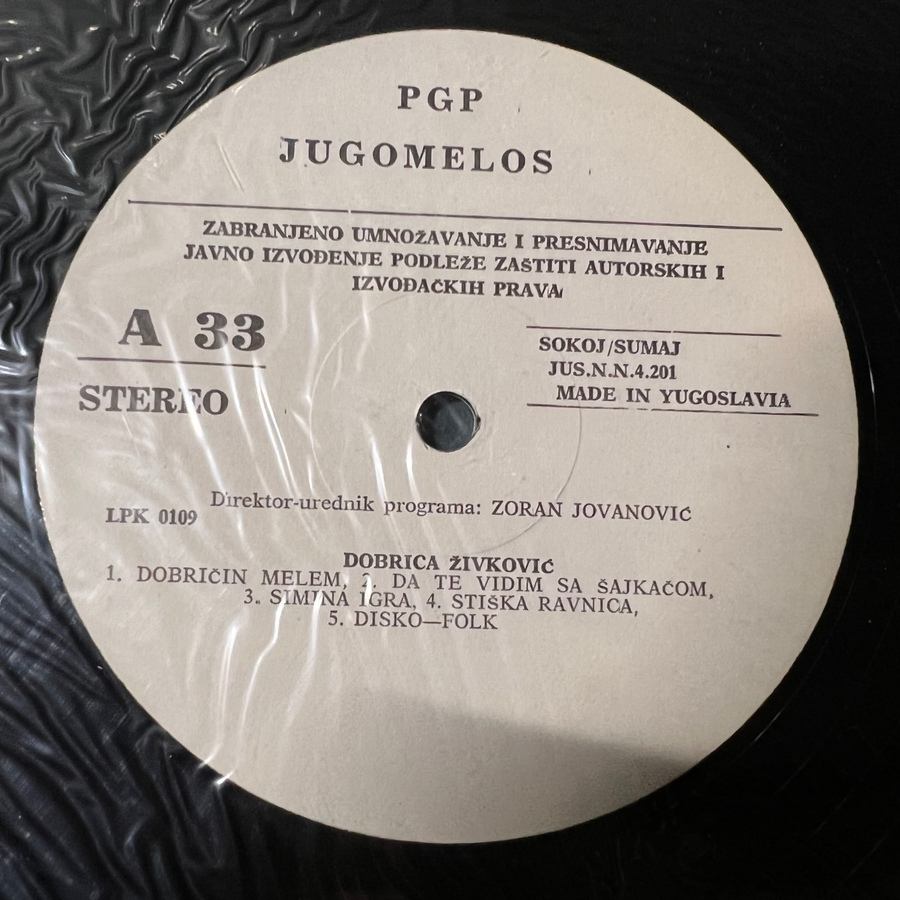 PGP
JUGOMELOS
ZABRANJENO UMNOŽAVANJE I PRESNIMAVANJE
JAVNO IZVOĐENJE PODLEŽE ZAŠTITI AUTORSKIH I
IZVOĐAČKIH PRAVA
A 33
STEREO
SOKOJ/SUMAJ
JUS.N.N.4.201
MADE IN YUGOSLAVIA
Direktor-urednik programa: ZORAN JOVANOVIĆ
LPK 0109
DOBRICA ŽIVKOVIĆ
1. DOBRIČIN MELEM, 2. DA TE VIDIM SA ŠAJKAČOM,
3. SIMINA IGRA, 4. STIŠKA RAVNICA,
5. DISKO—FOLK